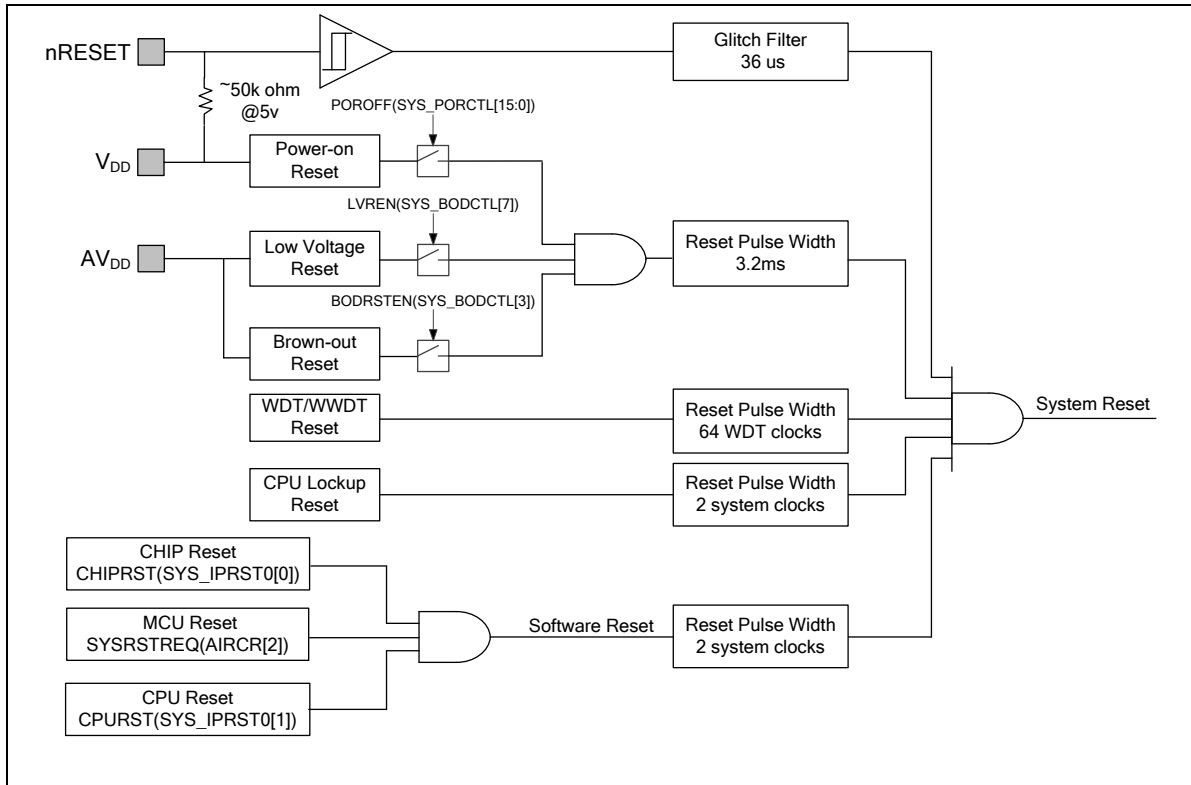 nRESET
Glitch Filter
36 us
~50k ohm
@5v
POROFF(SYS_PORCTL[15:0])
VDD
Power-on
Reset
LVREN(SYS_BODCTL[7])
AVDD
Low Voltage
Reset
Reset Pulse Width
3.2ms
BODRSTEN(SYS_BODCTL[3])
Brown-out
Reset
WDT/WWDT
Reset
Reset Pulse Width
64 WDT clocks
System Reset
CPU Lockup
Reset
Reset Pulse Width
2 system clocks
CHIP Reset
CHIPRST(SYS_IPRST0[0])
MCU Reset
SYSRSTREQ(AIRCR[2])
Software Reset
Reset Pulse Width
2 system clocks
CPU Reset
CPURST(SYS_IPRST0[1])